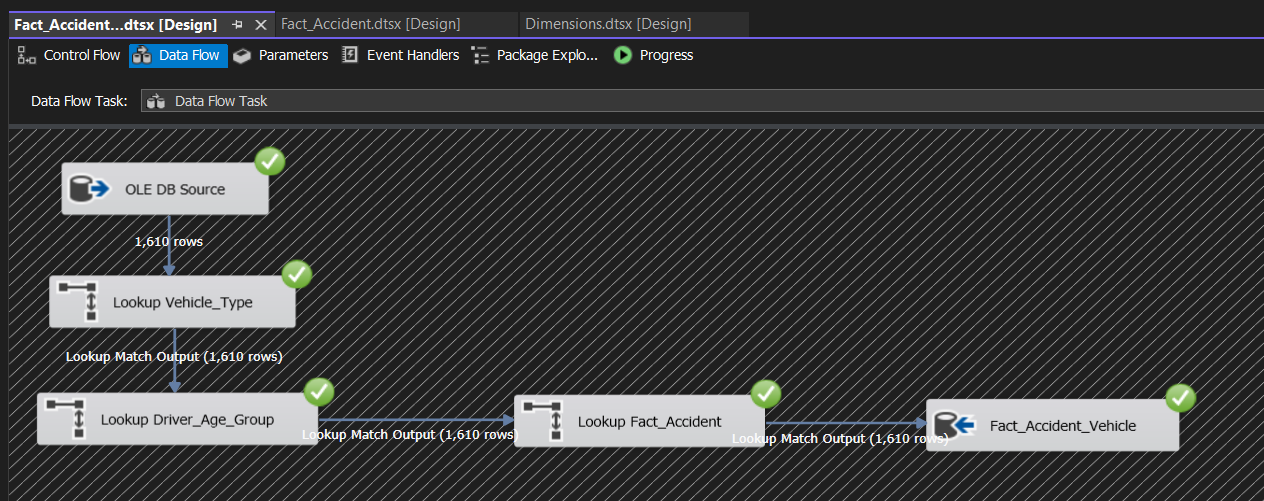 Fact_Accident...dtsx [Design]
Fact_Accident.dtsx [Design]
Dimensions.dtsx [Design]
Control Flow
Data Flow
Parameters
Event Handlers
Package Explo...
Progress
Data Flow Task:
Data Flow Task
OLE DB Source
1,610 rows
Lookup Vehicle_Type
Lookup Match Output (1,610 rows)
Lookup Driver_Age_Group
Lookup Match Output (1,610 rows)
Lookup Fact_Accident
Lookup Match Output (1,610 rows)
Fact_Accident_Vehicle